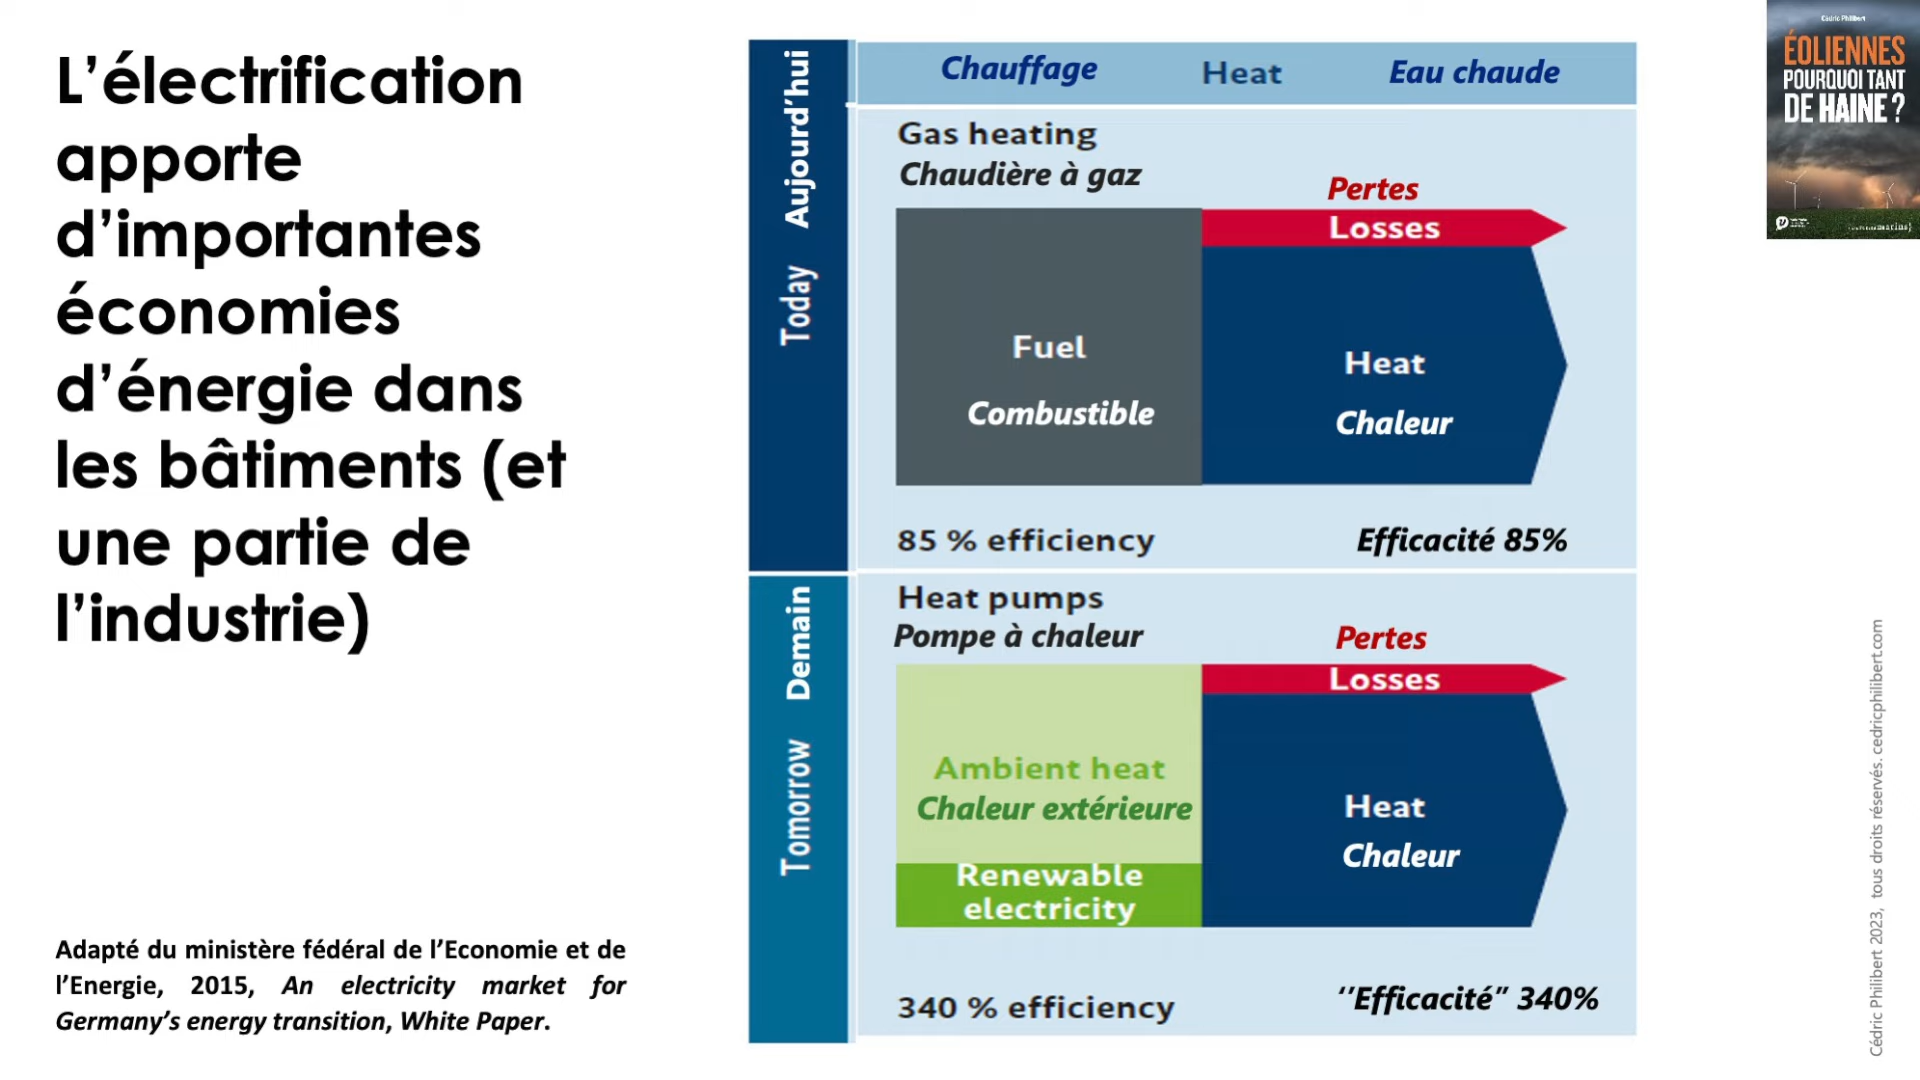 L’électrification
apporte
d’importantes
économies
d’énergie dans
les bâtiments (et
une partie de
l’industrie)
Adapté du ministère fédéral de l’Economie et de
l’Energie, 2015, An electricity market for
Germany’s energy transition, White Paper.
Today Aujourd’hui
Chauffage Heat Eau chaude
Gas heating
Chaudière à gaz
Pertes
Losses
Fuel
Combustible
Heat
Chaleur
85 % efficiency Efficacité 85%
Tomorrow Demain
Heat pumps
Pompe à chaleur
Pertes
Losses
Ambient heat
Chaleur extérieure
Renewable
electricity
Heat
Chaleur
340 % efficiency ‘’Efficacité” 340%
Cédric Philibert
ÉOLIENNES
POURQUOI TANT
DE HAINE ?
Cédric Philibert 2023, tous droits réservés. cedricphilibert.com